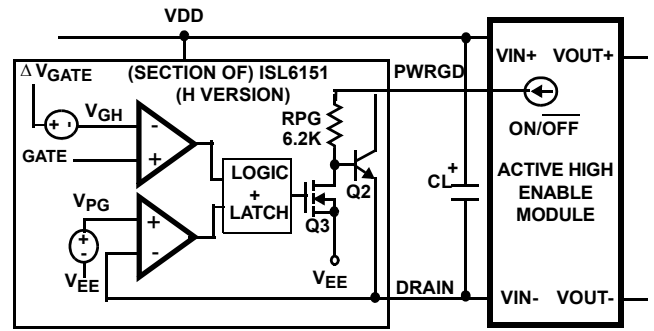 VDD
(SECTION OF) ISL6151
(H VERSION)
Δ VGATE
+ -
VGH
GATE
-
+
VPG
+
-
VEE
+
-
LOGIC
+
LATCH
RPG
6.2K
Q2
Q3
VEE
PWRGD
DRAIN
CL
+
VIN+ VOUT+
ON/OFF
ACTIVE HIGH
ENABLE
MODULE
VIN- VOUT-